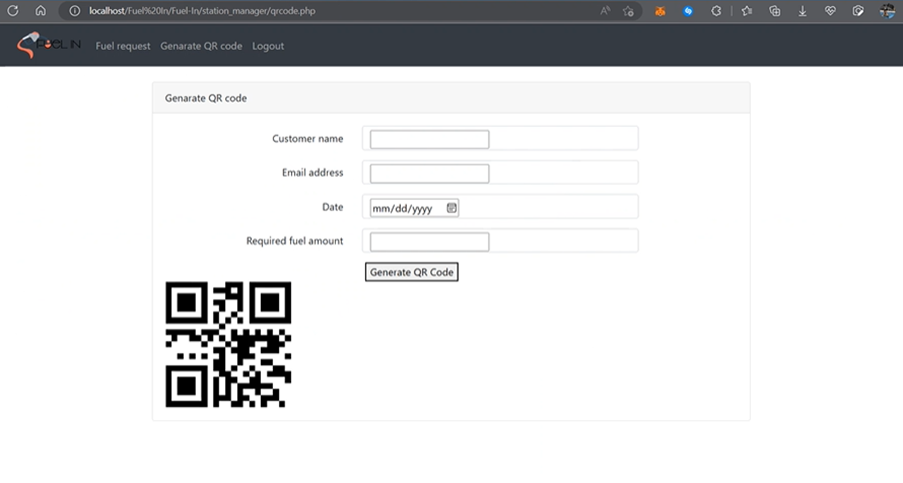 localhost/Fuel%20In/Fuel-In/station_manager/qrcode.php
FUEL IN Fuel request Genarate QR code Logout
Genarate QR code
Customer name
Email address
Date mm/dd/yyyy
Required fuel amount
Generate QR Code